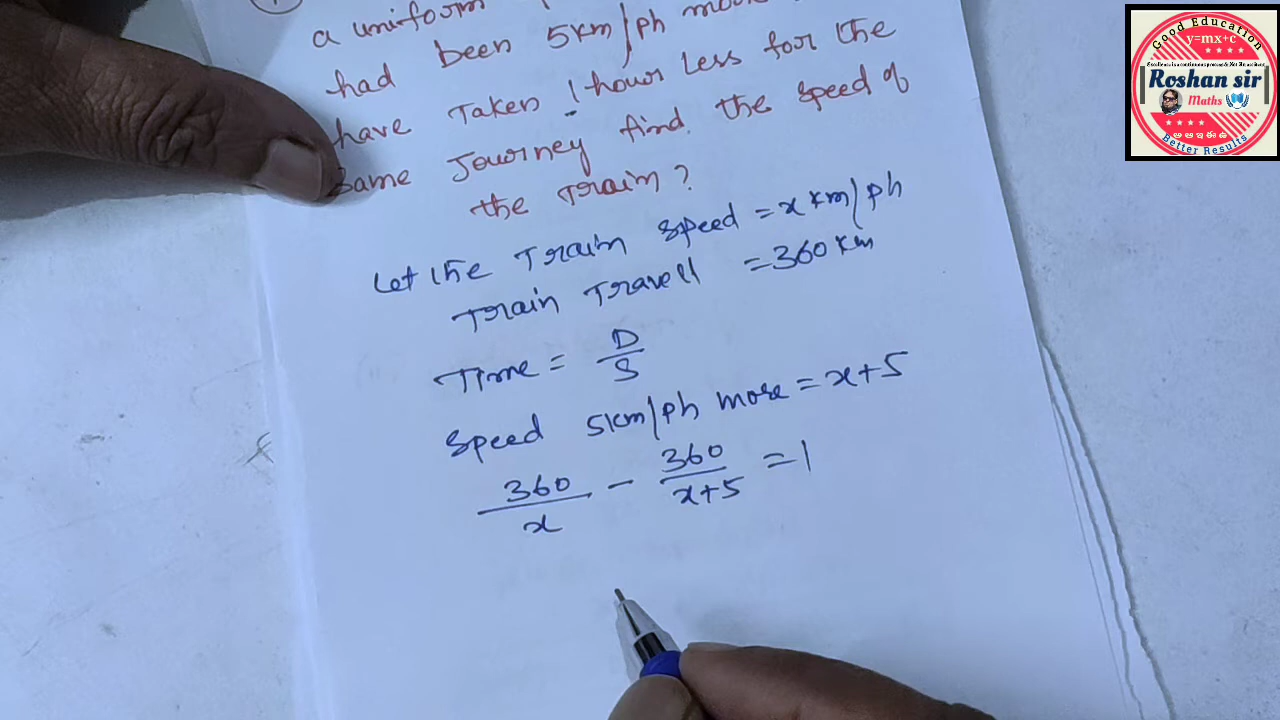 a uniform
had been 5km/ph more
have Taken 1 hour Less for the
Same Journey find. the speed of
the Train?
Let the Train speed = x km/ph
Train Travell = 360 km
Time = D/S
Speed 5km/ph more = x+5
360/x - 360/x+5 = 1
Good Education
y=mx+c
Roshan sir
Maths
Better Results